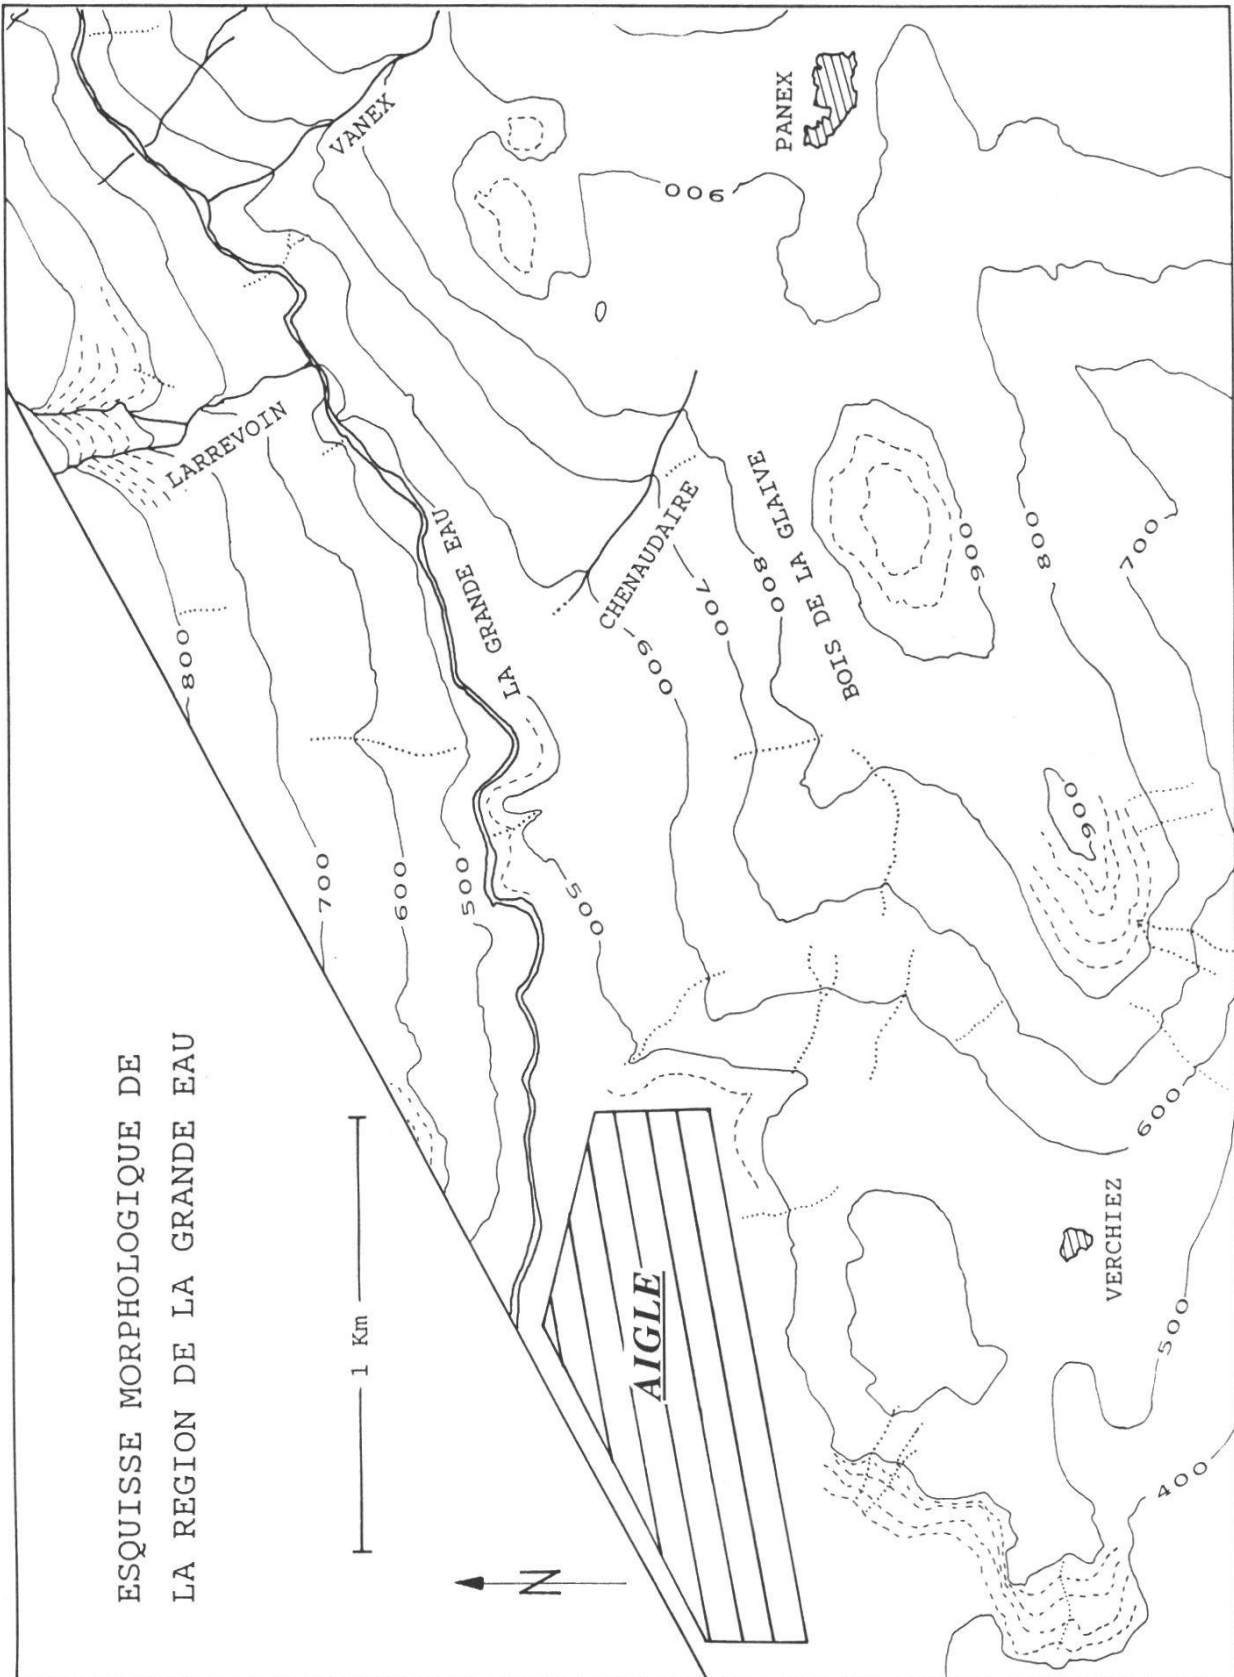 ESQUISSE MORPHOLOGIQUE DE
LA REGION DE LA GRANDE EAU
1 Km
N
AIGLE
VERCHIEZ
PANEX
VANEX
LARREVOIN
LA GRANDE EAU
CHENAUDAIRE
BOIS DE LA GLAIVE
800
700
600
500
500
600
700
800
900
900
900
800
700
600
500
400